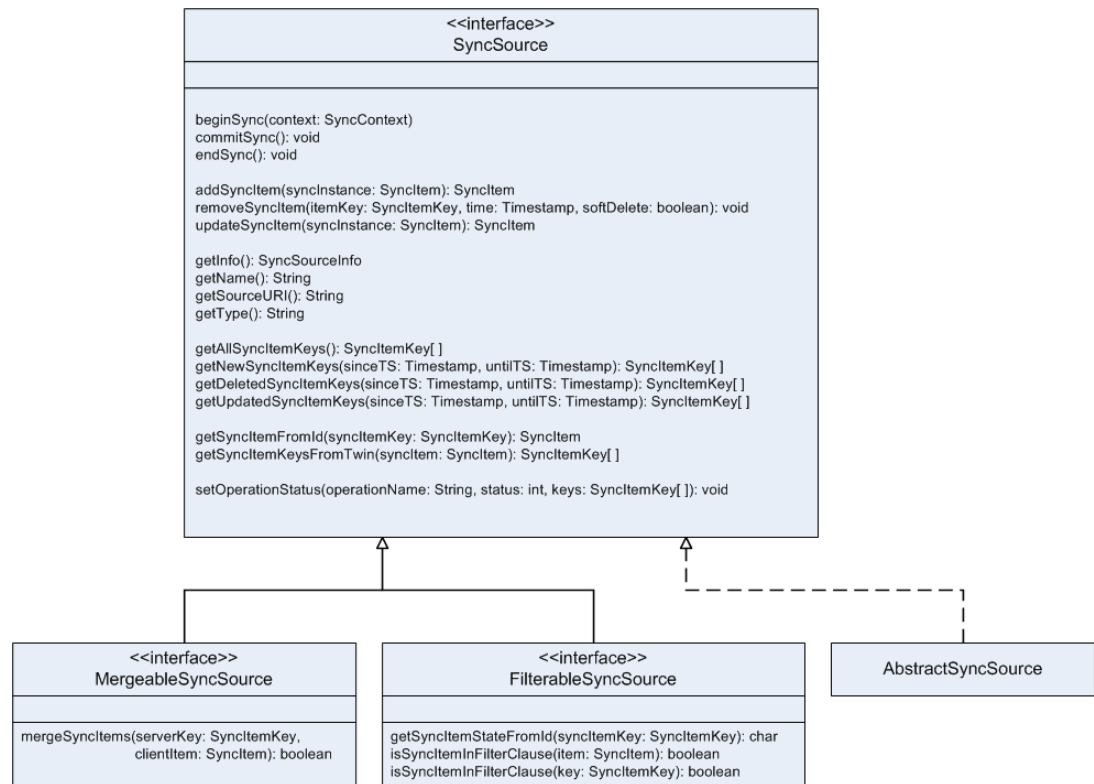 <<interface>>
SyncSource
beginSync(context: SyncContext)
commitSync(): void
endSync(): void
addSyncItem(syncInstance: SyncItem): SyncItem
removeSyncItem(itemKey: SyncItemKey, time: Timestamp, softDelete: boolean): void
updateSyncItem(syncInstance: SyncItem): SyncItem
getInfo(): SyncSourceInfo
getName(): String
getSourceURI(): String
getType(): String
getAllSyncItemKeys(): SyncItemKey[ ]
getNewSyncItemKeys(sinceTS: Timestamp, untilTS: Timestamp): SyncItemKey[ ]
getDeletedSyncItemKeys(sinceTS: Timestamp, untilTS: Timestamp): SyncItemKey[ ]
getUpdatedSyncItemKeys(sinceTS: Timestamp, untilTS: Timestamp): SyncItemKey[ ]
getSyncItemFromId(syncItemKey: SyncItemKey): SyncItem
getSyncItemKeysFromTwin(syncItem: SyncItem): SyncItemKey[ ]
setOperationStatus(operationName: String, status: int, keys: SyncItemKey[ ]): void
<<interface>>
MergeableSyncSource
mergeSyncItems(serverKey: SyncItemKey,
clientItem: SyncItem): boolean
<<interface>>
FilterableSyncSource
getSyncItemStateFromId(syncItemKey: SyncItemKey): char
isSyncItemInFilterClause(item: SyncItem): boolean
isSyncItemInFilterClause(key: SyncItemKey): boolean
AbstractSyncSource